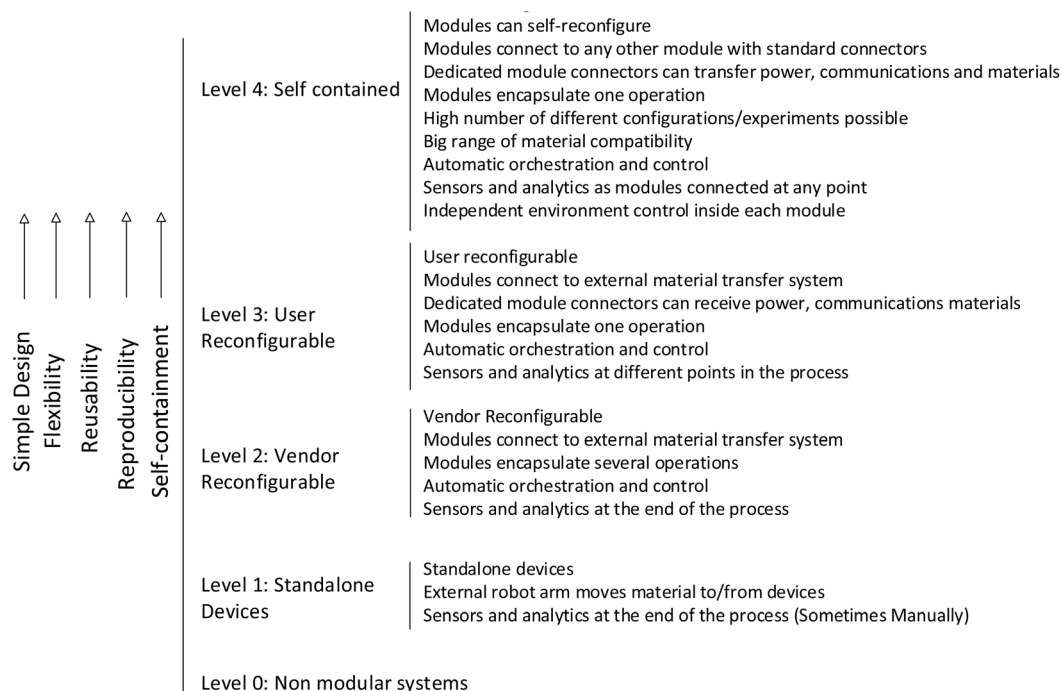 Modules can self-reconfigure
Modules connect to any other module with standard connectors
Dedicated module connectors can transfer power, communications and materials
Level 4: Self contained
Modules encapsulate one operation
High number of different configurations/experiments possible
Big range of material compatibility
Automatic orchestration and control
Sensors and analytics as modules connected at any point
Independent environment control inside each module
User reconfigurable
Modules connect to external material transfer system
Dedicated module connectors can receive power, communications materials
Level 3: User
Reconfigurable
Modules encapsulate one operation
Automatic orchestration and control
Sensors and analytics at different points in the process
Vendor Reconfigurable
Modules connect to external material transfer system
Level 2: Vendor
Reconfigurable
Modules encapsulate several operations
Automatic orchestration and control
Sensors and analytics at the end of the process
Level 1: Standalone
Devices
Standalone devices
External robot arm moves material to/from devices
Sensors and analytics at the end of the process (Sometimes Manually)
Level 0: Non modular systems
Simple Design
Flexibility
Reusability
Reproducibility
Self-containment